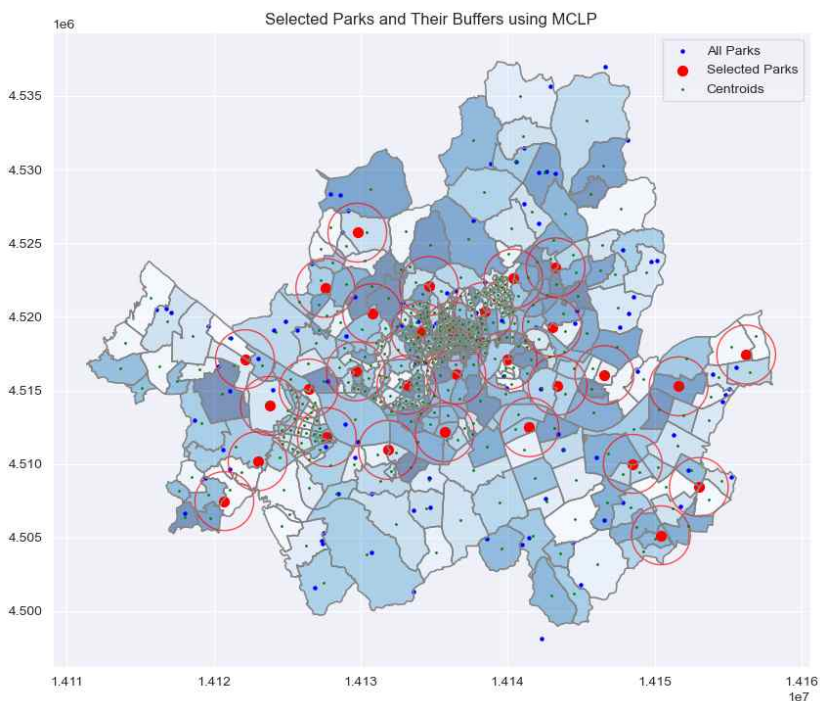 Selected Parks and Their Buffers using MCLP
1e6
All Parks
Selected Parks
Centroids
4.535
4.530
4.525
4.520
4.515
4.510
4.505
4.500
1.411 1.412 1.413 1.414 1.415 1.416
1e7